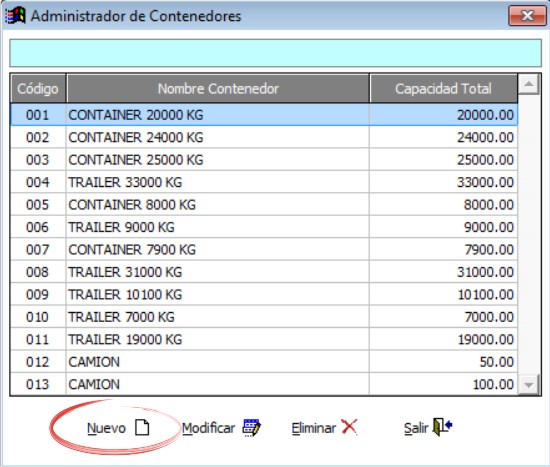 Administrador de Contenedores
Código Nombre Contenedor Capacidad Total
001 CONTAINER 20000 KG 20000.00
002 CONTAINER 24000 KG 24000.00
003 CONTAINER 25000 KG 25000.00
004 TRAILER 33000 KG 33000.00
005 CONTAINER 8000 KG 8000.00
006 TRAILER 9000 KG 9000.00
007 CONTAINER 7900 KG 7900.00
008 TRAILER 31000 KG 31000.00
009 TRAILER 10100 KG 10100.00
010 TRAILER 7000 KG 7000.00
011 TRAILER 19000 KG 19000.00
012 CAMION 50.00
013 CAMION 100.00
Nuevo Modificar Eliminar Salir